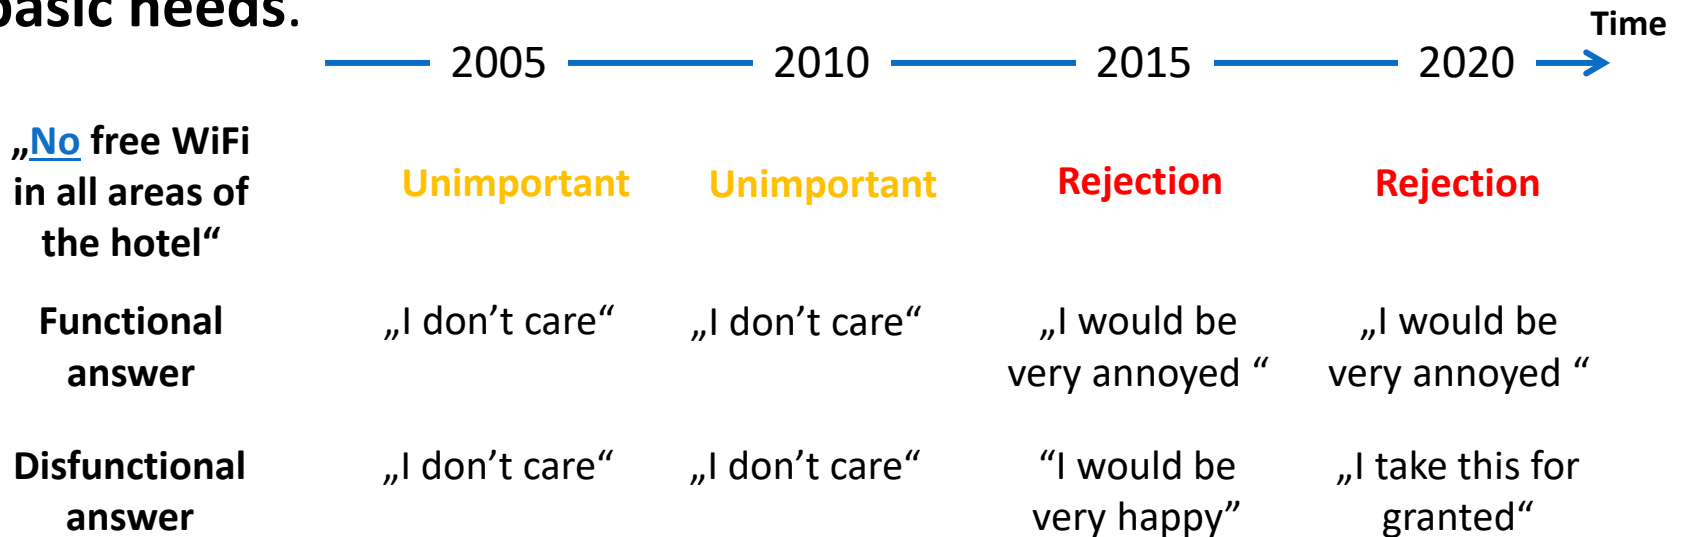 basic needs.
Time
2005 2010 2015 2020
„No free WiFi
in all areas of
the hotel“
Unimportant Unimportant Rejection Rejection
Functional
answer
„I don’t care“ „I don’t care“ „I would be
very annoyed “ „I would be
very annoyed “
Disfunctional
answer
„I don’t care“ „I don’t care“ “I would be
very happy” „I take this for
granted“